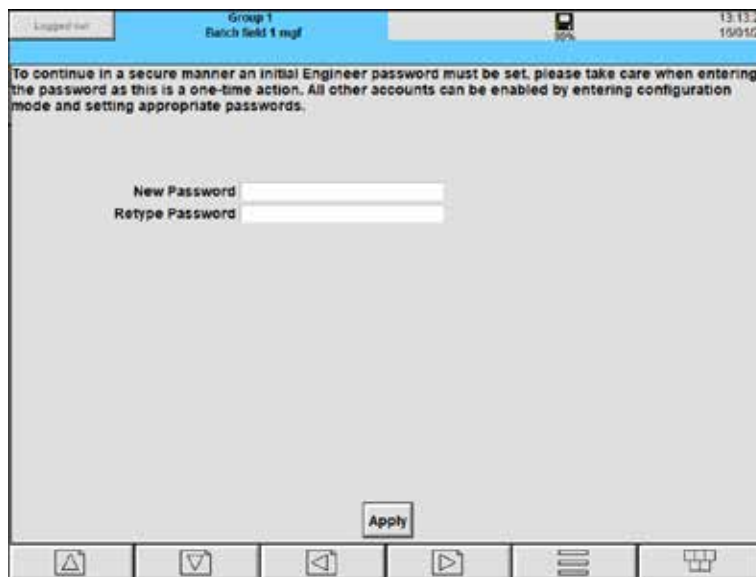 Logged out
Group 1
Batch field 1 mgf
13:13:2
To continue in a secure manner an initial Engineer password must be set, please take care when entering
the password as this is a one-time action. All other accounts can be enabled by entering configuration
mode and setting appropriate passwords.
New Password
Retype Password
Apply